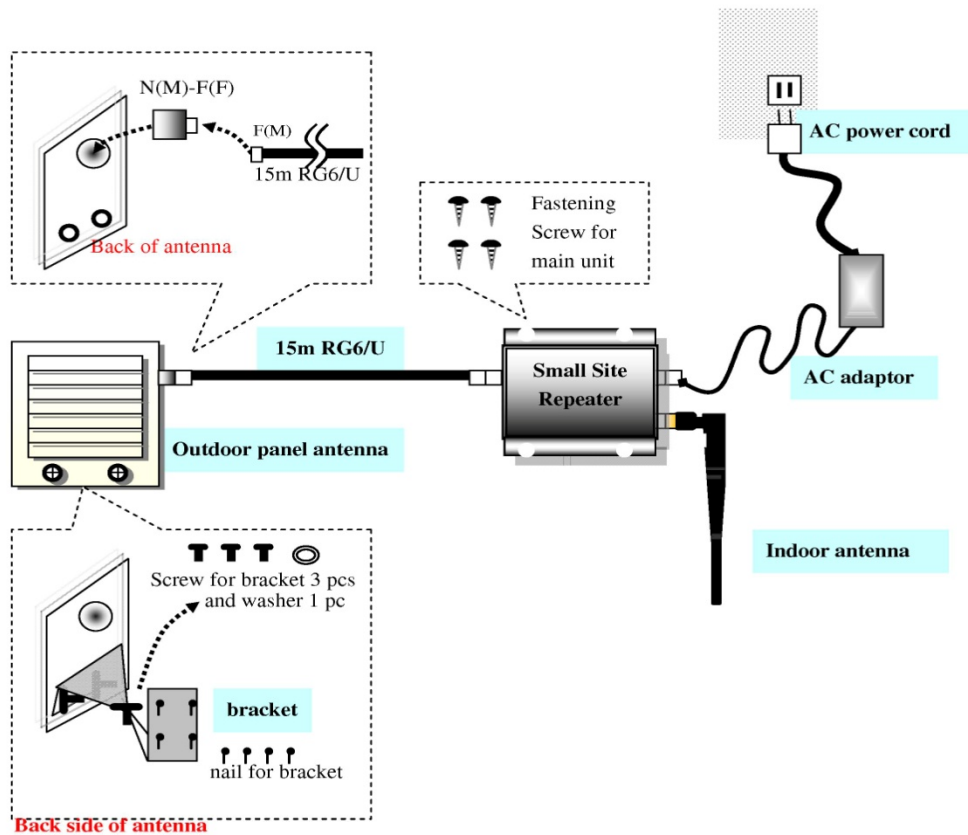 N(M)-F(F)
F(M)
15m RG6/U
Back of antenna
AC power cord
Fastening
Screw for
main unit
15m RG6/U
Small Site
Repeater
AC adaptor
Outdoor panel antenna
Indoor antenna
Screw for bracket 3 pcs
and washer 1 pc
bracket
nail for bracket
Back side of antenna